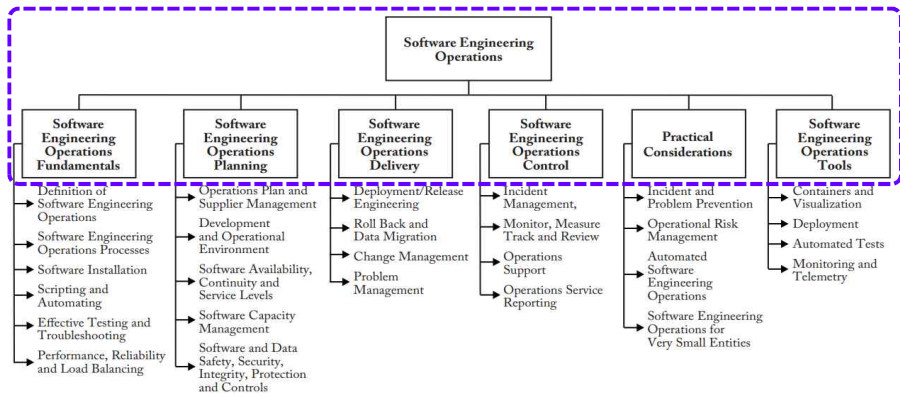 Software Engineering
Operations
Software
Engineering
Operations
Fundamentals
Software
Engineering
Operations
Planning
Software
Engineering
Operations
Delivery
Software
Engineering
Operations
Control
Practical
Considerations
Software
Engineering
Operations
Tools
Definition of
Software Engineering
Operations
Software Engineering
Operations Processes
Software Installation
Scripting and
Automating
Effective Testing and
Troubleshooting
Performance, Reliability
and Load Balancing
Operations Plan and
Supplier Management
Development
and Operational
Environment
Software Availability,
Continuity and
Service Levels
Software Capacity
Management
Software and Data
Safety, Security,
Integrity, Protection
and Controls
Deployment/Release
Engineering
Roll Back and
Data Migration
Change Management
Problem
Management
Incident
Management,
Monitor, Measure
Track and Review
Operations
Support
Operations Service
Reporting
Incident and
Problem Prevention
Operational Risk
Management
Automated
Software
Engineering
Operations
Software Engineering
Operations for
Very Small Entities
Containers and
Visualization
Deployment
Automated Tests
Monitoring and
Telemetry